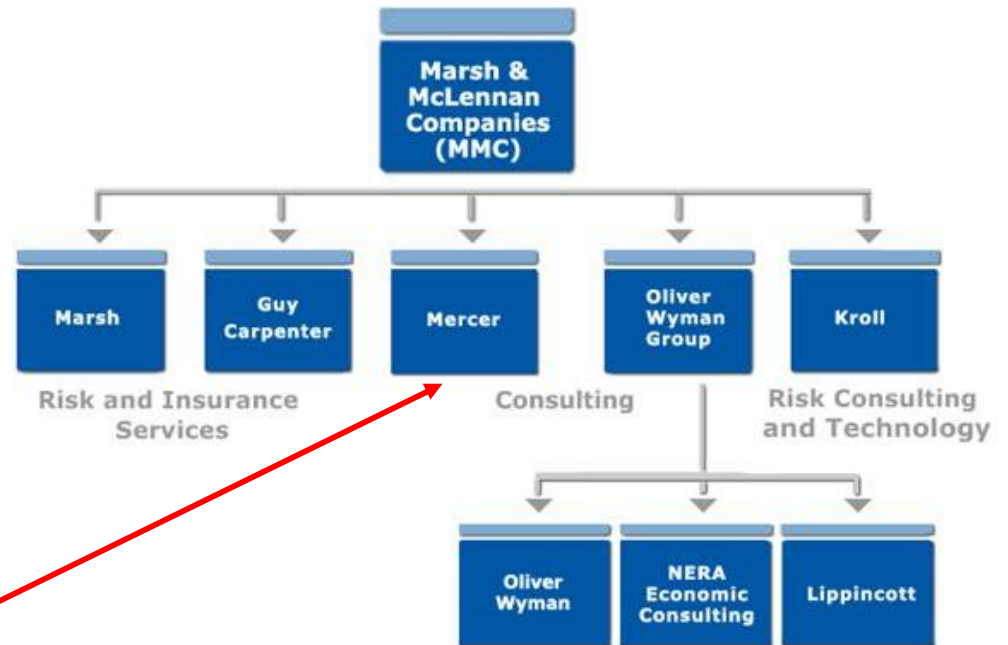 Marsh &
McLennan
Companies
(MMC)
Marsh
Guy
Carpenter
Mercer
Oliver
Wyman
Group
Kroll
Risk and Insurance
Services
Consulting
Risk Consulting
and Technology
Oliver
Wyman
NERA
Economic
Consulting
Lippincott